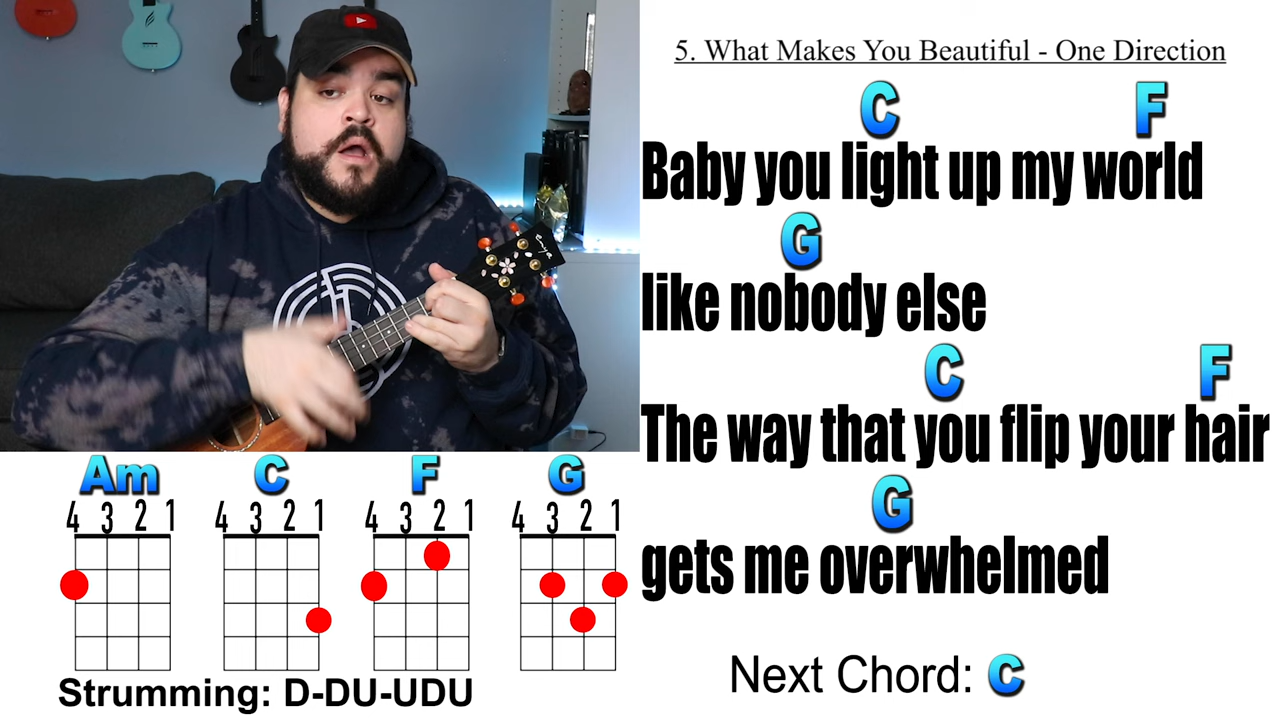 5. What Makes You Beautiful - One Direction
C F
Baby you light up my world
G
like nobody else
C F
The way that you flip your hair
G
gets me overwhelmed
Next Chord: C
enya
Am C F G
4 3 2 1 4 3 2 1 4 3 2 1 4 3 2 1
Strumming: D-DU-UDU